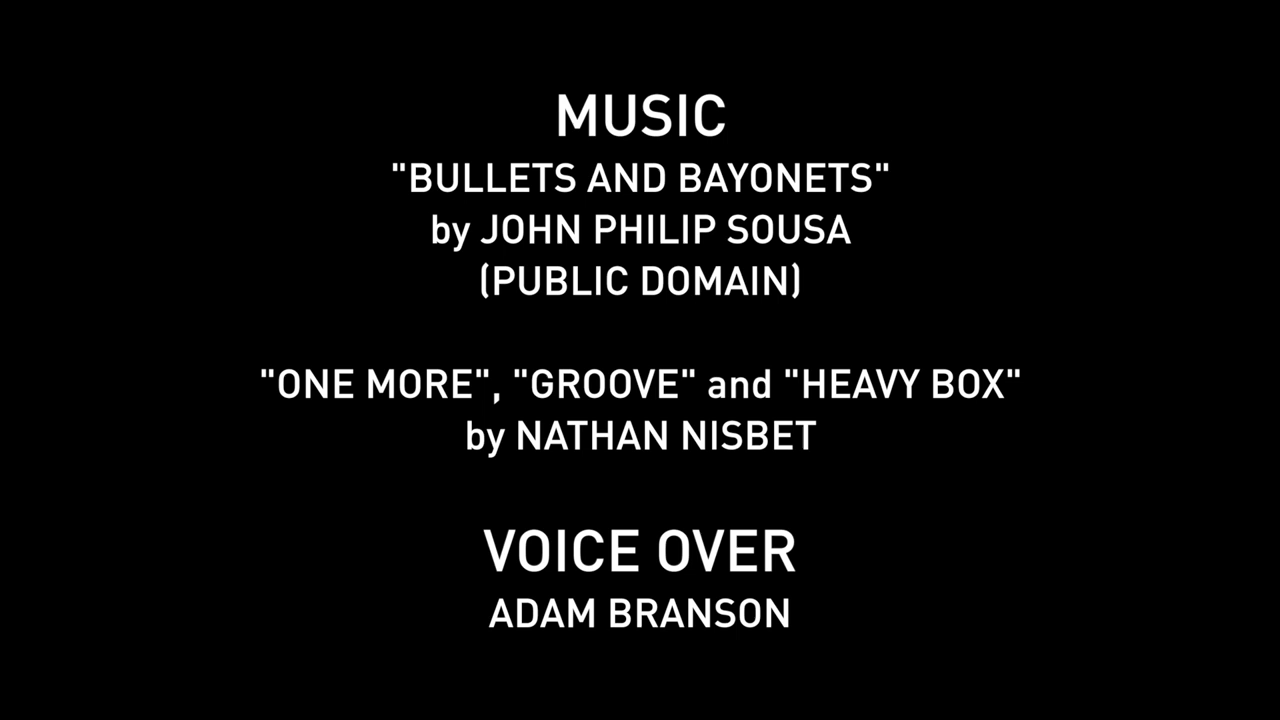 MUSIC
"BULLETS AND BAYONETS"
by JOHN PHILIP SOUSA
(PUBLIC DOMAIN)
"ONE MORE", "GROOVE" and "HEAVY BOX"
by NATHAN NISBET
VOICE OVER
ADAM BRANSON